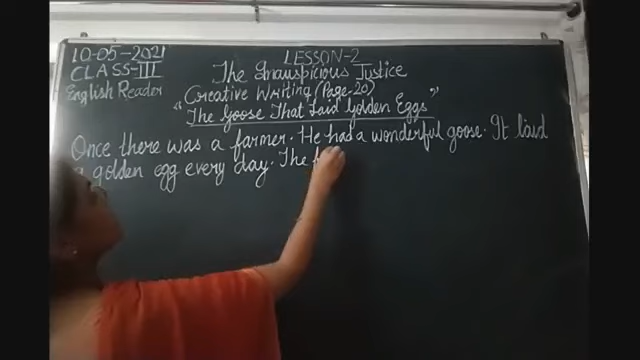 10-05-2021
CLASS-III
English Reader
LESSON-2
The Inauspicious Justice
Creative Writing (Page-20)
"The Goose That Laid Golden Eggs"
Once there was a farmer. He had a wonderful goose. It laid
a golden egg every day. The